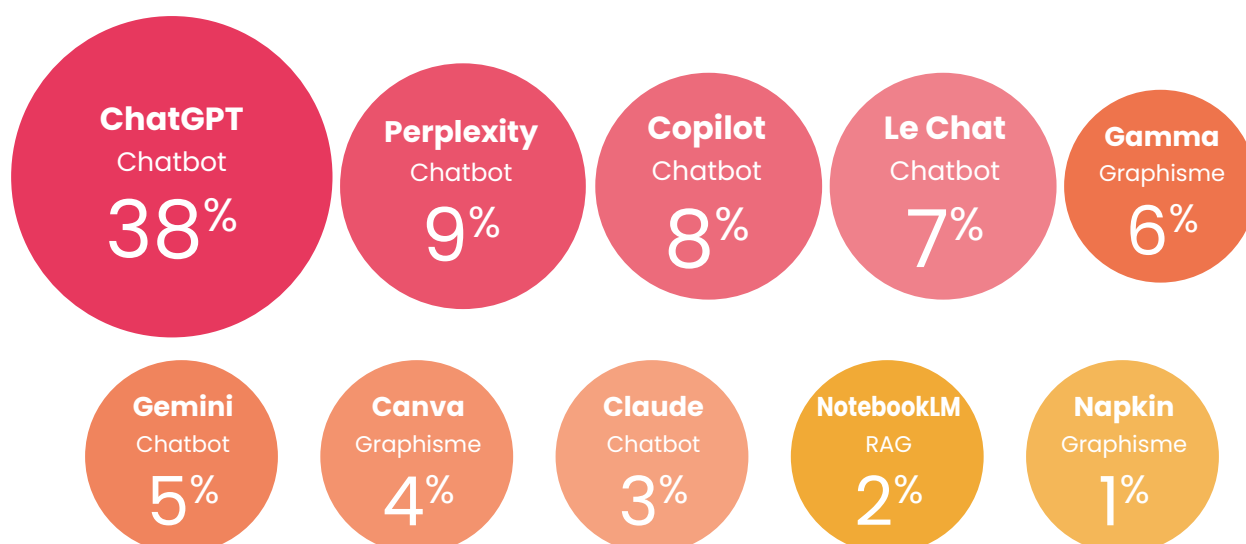 ChatGPT
Chatbot
38%
Perplexity
Chatbot
9%
Copilot
Chatbot
8%
Le Chat
Chatbot
7%
Gamma
Graphisme
6%
Gemini
Chatbot
5%
Canva
Graphisme
4%
Claude
Chatbot
3%
NotebookLM
RAG
2%
Napkin
Graphisme
1%